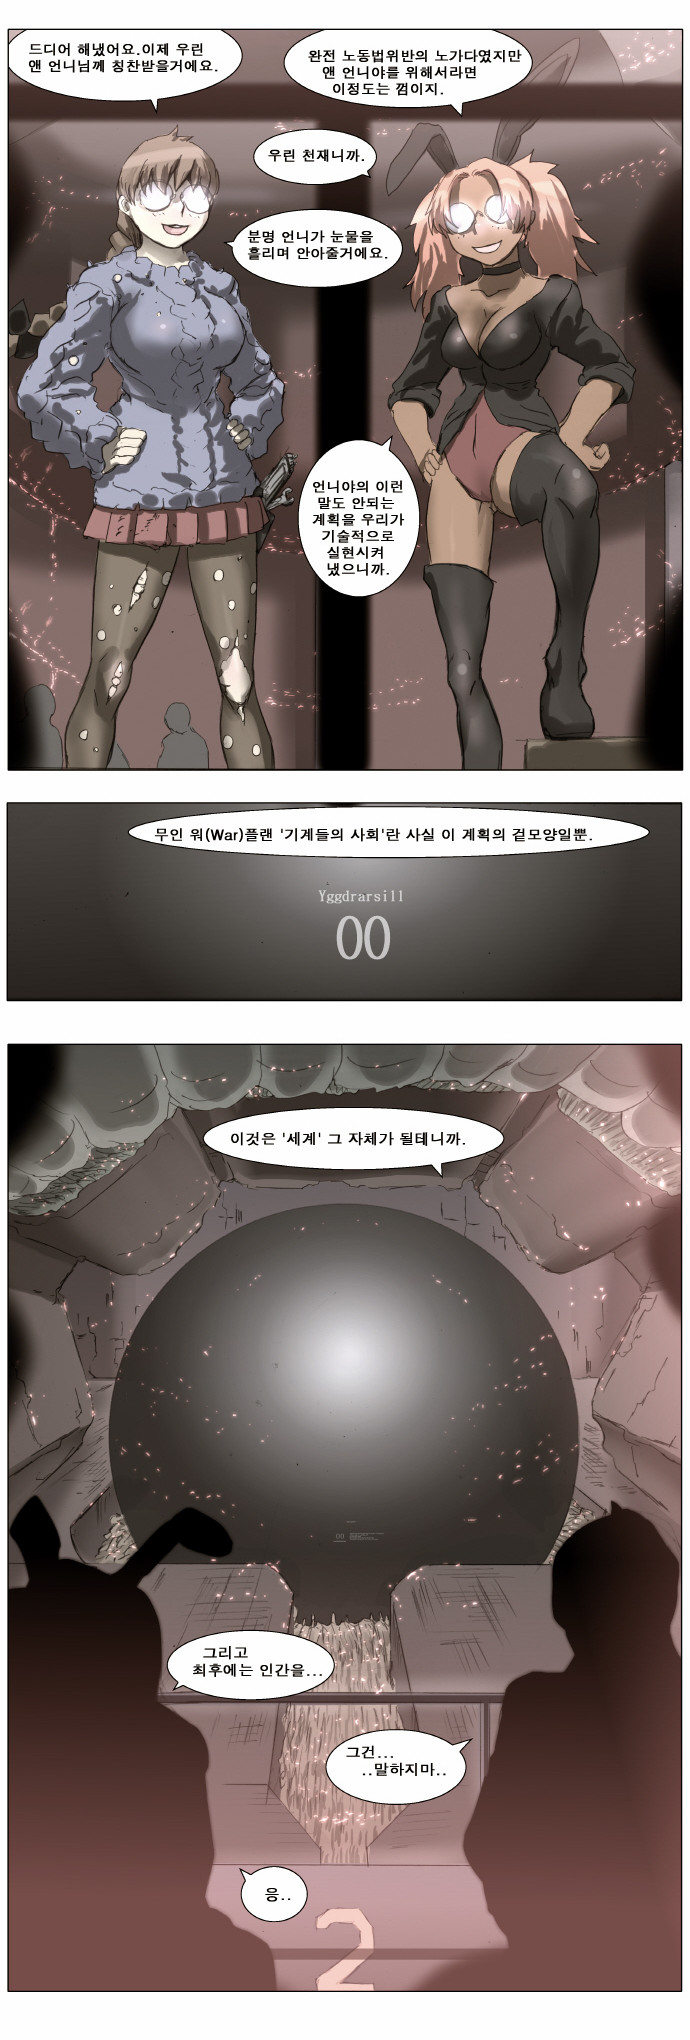 드디어 해냈어요.이제 우린
앤 언니님께 칭찬받을거에요.
완전 노동법위반의 노가다였지만
앤 언니야를 위해서라면
이정도는 껌이지.
우린 천재니까.
분명 언니가 눈물을
흘리며 안아줄거에요.
언니야의 이런
말도 안되는
계획을 우리가
기술적으로
실현시켜
냈으니까.
무인 워(War)플랜 '기계들의 사회'란 사실 이 계획의 겉모양일뿐.
Yggdrarsill
00
이것은 '세계' 그 자체가 될테니까.
00
그리고
최후에는 인간을...
그건...
..말하지마..
응..
2